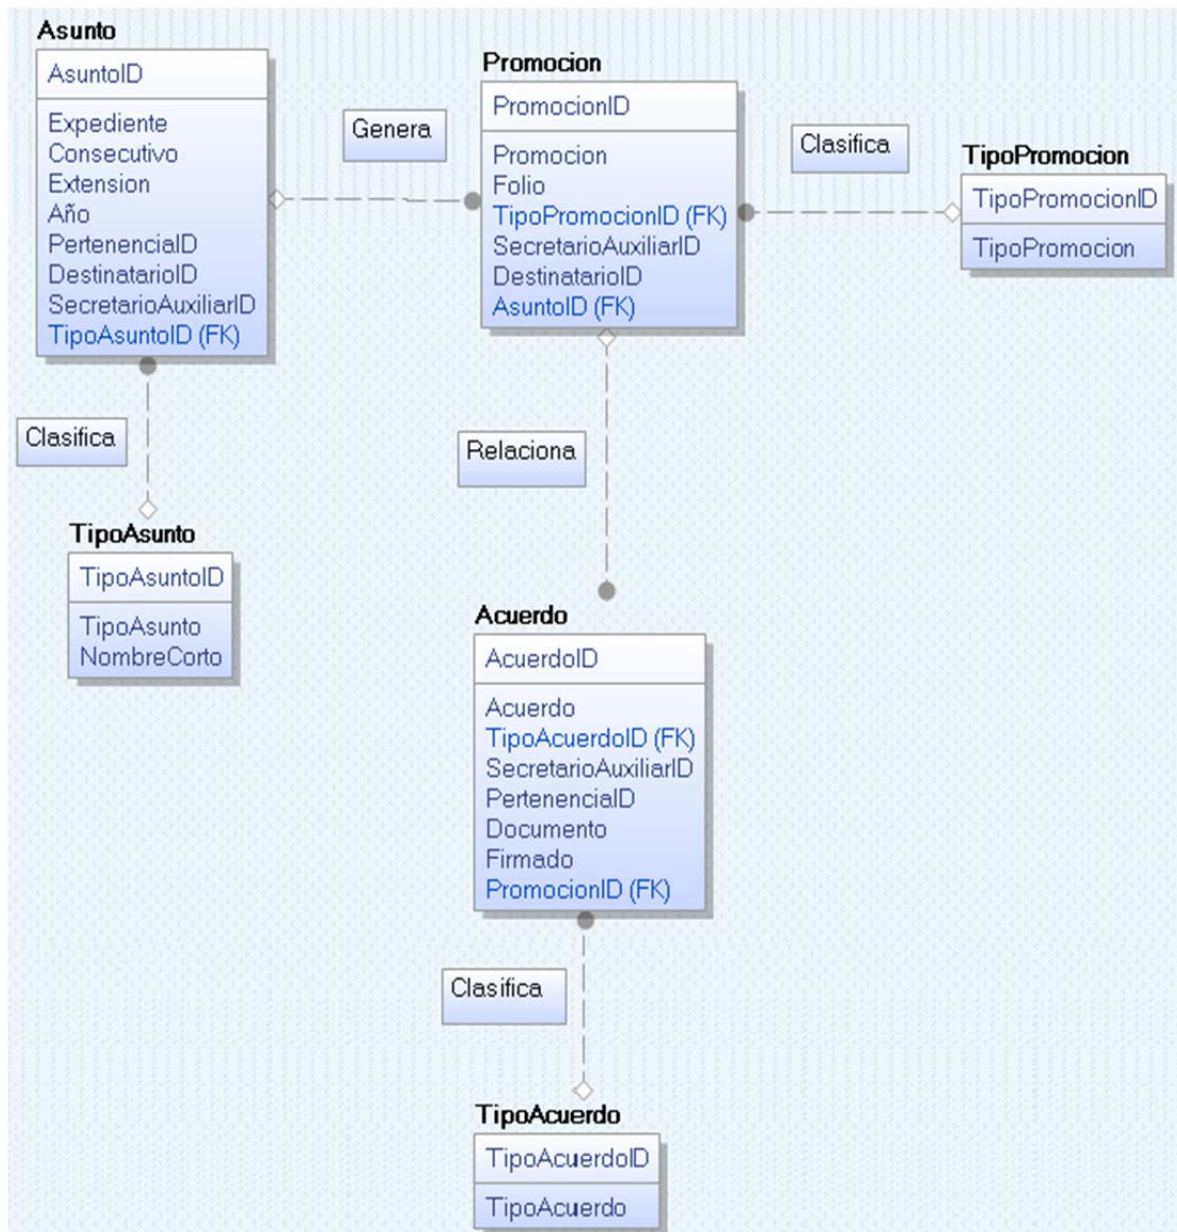 Asunto
AsuntoID
Expediente
Consecutivo
Extension
Año
PertenenciaID
DestinatarioID
SecretarioAuxiliarID
TipoAsuntoID (FK)
Genera
Promocion
PromocionID
Promocion
Folio
TipoPromocionID (FK)
SecretarioAuxiliarID
DestinatarioID
AsuntoID (FK)
Clasifica
TipoPromocion
TipoPromocionID
TipoPromocion
Clasifica
TipoAsunto
TipoAsuntoID
TipoAsunto
NombreCorto
Relaciona
Acuerdo
AcuerdoID
Acuerdo
TipoAcuerdoID (FK)
SecretarioAuxiliarID
PertenenciaID
Documento
Firmado
PromocionID (FK)
Clasifica
TipoAcuerdo
TipoAcuerdoID
TipoAcuerdo